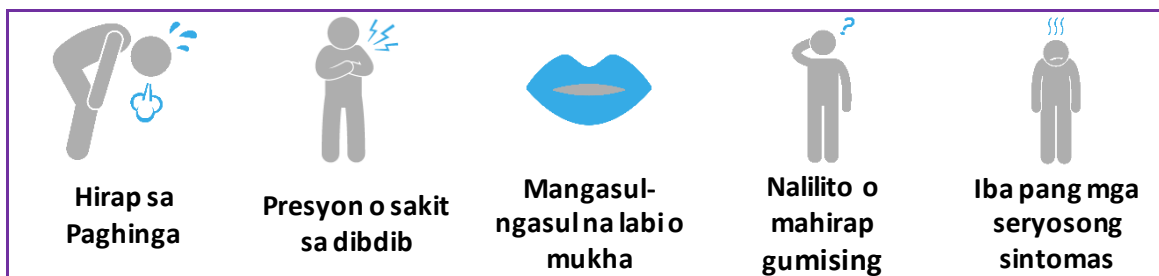 Hirap sa
Paghinga
Presyon o sakit
sa dibdib
Mangasul-
ngasul na labi o
mukha
Nalilito o
mahirap
gumising
Iba pang mga
seryosong
sintomas
?